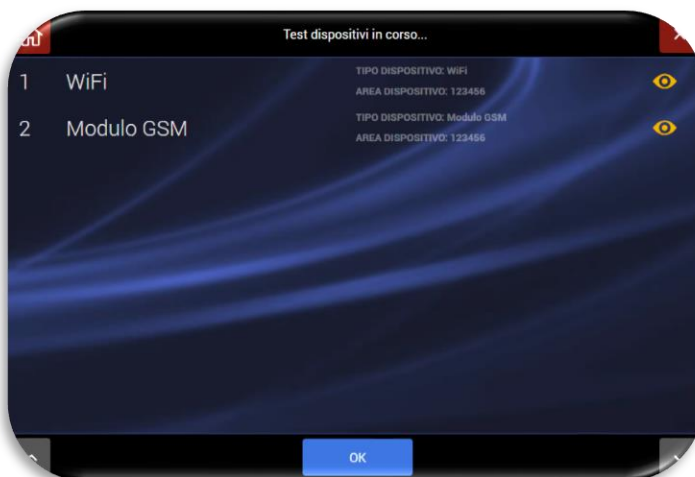 Test dispositivi in corso...
1 WiFi
TIPO DISPOSITIVO: WiFi
AREA DISPOSITIVO: 123456
2 Modulo GSM
TIPO DISPOSITIVO: Modulo GSM
AREA DISPOSITIVO: 123456
OK